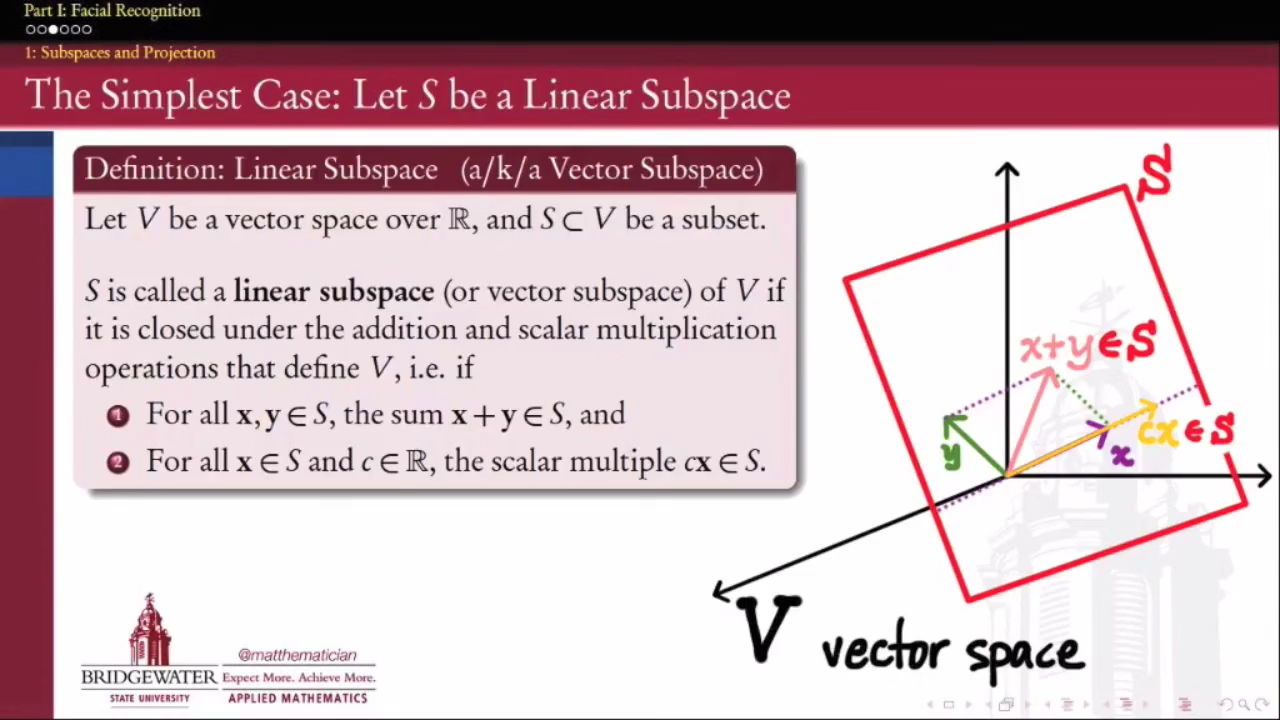 Part I: Facial Recognition
1: Subspaces and Projection
The Simplest Case: Let S be a Linear Subspace
Definition: Linear Subspace (a/k/a Vector Subspace)
Let V be a vector space over ℝ, and S ⊂ V be a subset.
S is called a linear subspace (or vector subspace) of V if
it is closed under the addition and scalar multiplication
operations that define V, i.e. if
1 For all x, y ∈ S, the sum x + y ∈ S, and
2 For all x ∈ S and c ∈ ℝ, the scalar multiple cx ∈ S.
S
x+y ∈ S
cx ∈ S
y
x
V vector space
@matthematician
BRIDGEWATER
STATE UNIVERSITY
Expect More. Achieve More.
APPLIED MATHEMATICS